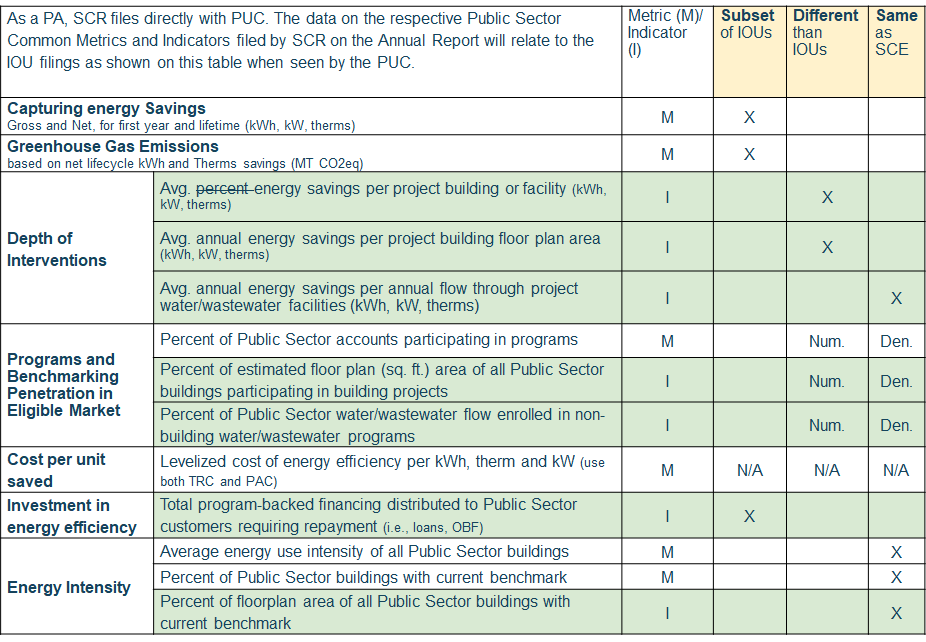 As a PA, SCR files directly with PUC. The data on the respective Public Sector
Common Metrics and Indicators filed by SCR on the Annual Report will relate to the
IOU filings as shown on this table when seen by the PUC.
Metric (M)/
Indicator
(I)
Subset
of IOUs
Different
than
IOUs
Same
as
SCE
Capturing energy Savings
Gross and Net, for first year and lifetime (kWh, kW, therms)
M
X
Greenhouse Gas Emissions
based on net lifecycle kWh and Therms savings (MT CO2eq)
M
X
Depth of
Interventions
Avg. percent energy savings per project building or facility (kWh,
kW, therms)
I
X
Avg. annual energy savings per project building floor plan area
(kWh, kW, therms)
I
X
Avg. annual energy savings per annual flow through project
water/wastewater facilities (kWh, kW, therms)
I
X
Programs and
Benchmarking
Penetration in
Eligible Market
Percent of Public Sector accounts participating in programs
M
Num.
Den.
Percent of estimated floor plan (sq. ft.) area of all Public Sector
buildings participating in building projects
I
Num.
Den.
Percent of Public Sector water/wastewater flow enrolled in non-
building water/wastewater programs
I
Num.
Den.
Cost per unit
saved
Levelized cost of energy efficiency per kWh, therm and kW (use
both TRC and PAC)
M
N/A
N/A
N/A
Investment in
energy efficiency
Total program-backed financing distributed to Public Sector
customers requiring repayment (i.e., loans, OBF)
I
X
Energy Intensity
Average energy use intensity of all Public Sector buildings
M
X
Percent of Public Sector buildings with current benchmark
M
X
Percent of floorplan area of all Public Sector buildings with
current benchmark
I
X